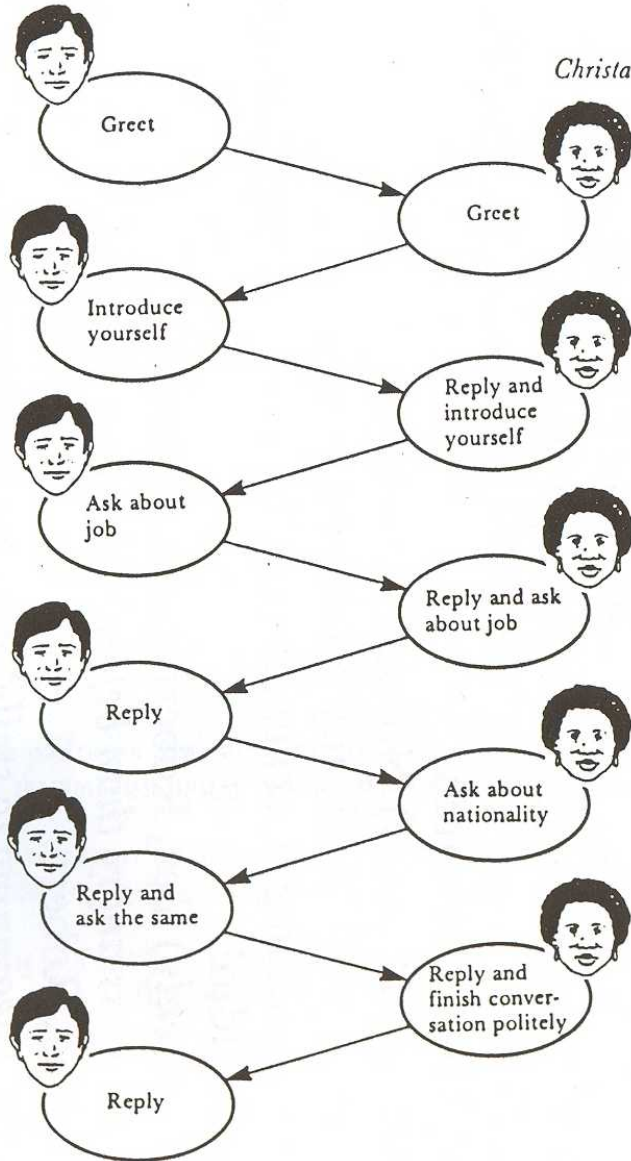 Greet
Christa
Greet
Introduce
yourself
Reply and
introduce
yourself
Ask about
job
Reply and ask
about job
Reply
Ask about
nationality
Reply and
ask the same
Reply and
finish conver-
sation politely
Reply